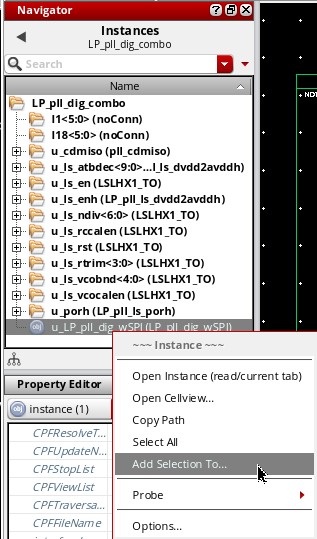 Navigator
Instances
LP_pll_dig_combo
Search
Name
LP_pll_dig_combo
I1<5:0> (noConn)
I18<5:0> (noConn)
u_cdmiso (pll_cdmiso)
u_ls_atbdec<9:0>...l_ls_dvdd2avddh)
u_ls_en (LSLHX1_TO)
u_ls_enh (LP_pll_ls_dvdd2avddh)
u_ls_ndiv<6:0> (LSLHX1_TO)
u_ls_rccalen (LSLHX1_TO)
u_ls_rst (LSLHX1_TO)
u_ls_rtrim<3:0> (LSLHX1_TO)
u_ls_vcobnd<4:0> (LSLHX1_TO)
u_ls_vcocalen (LSLHX1_TO)
u_porh (LP_pll_ls_porh)
u_LP_pll_dig_wSPI (LP_pll_dig_wSPI)
~~~ Instance ~~~
Open Instance (read/current tab)
Open Cellview...
Copy Path
Select All
Add Selection To...
Probe
Options...
Property Editor
instance (1)
CPFResolveT...
CPFUpdateN...
CPFStopList
CPFViewList
CPFTraversa...
CPFFileName